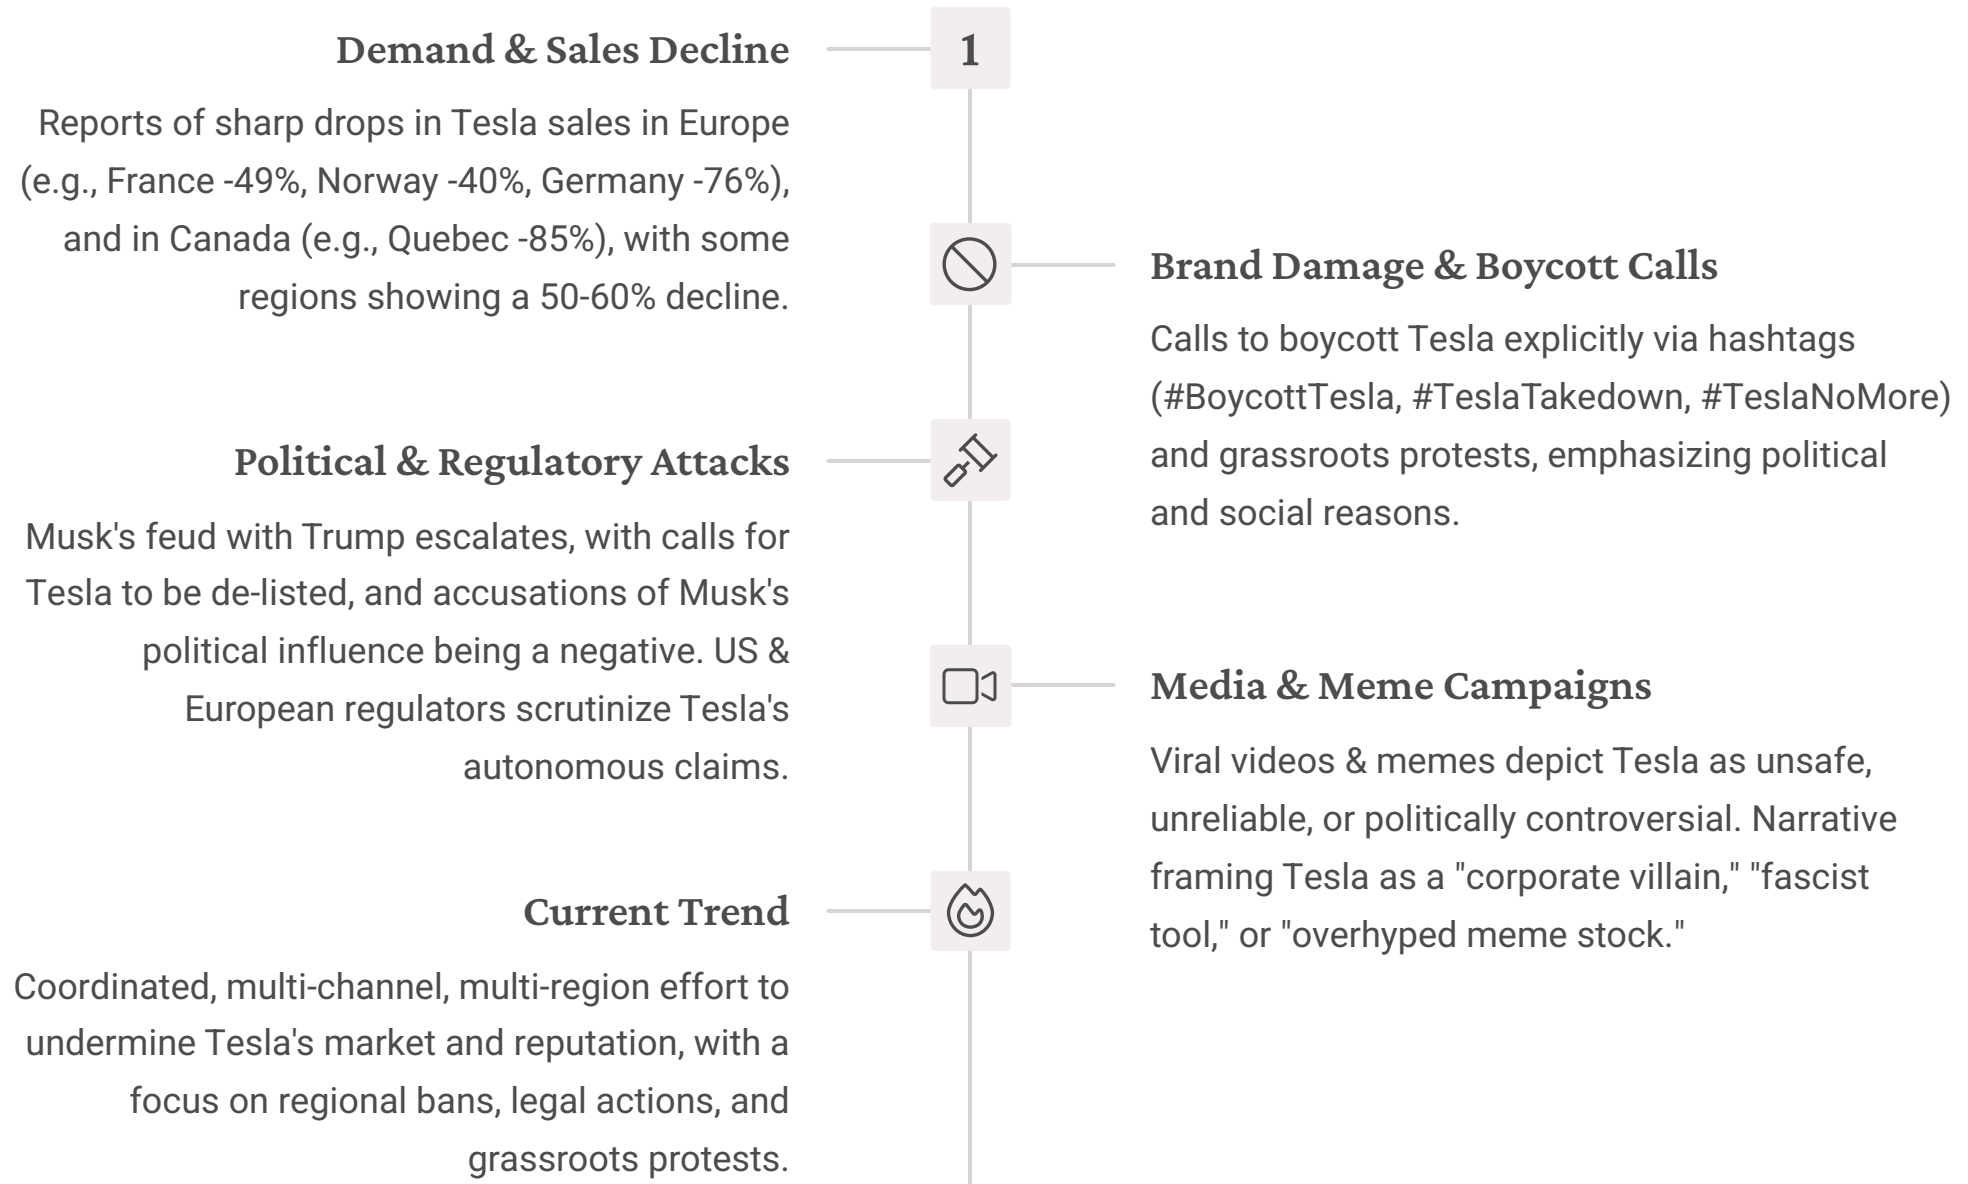 Demand & Sales Decline
1
Reports of sharp drops in Tesla sales in Europe
(e.g., France -49%, Norway -40%, Germany -76%),
and in Canada (e.g., Quebec -85%), with some
regions showing a 50-60% decline.
Brand Damage & Boycott Calls
Calls to boycott Tesla explicitly via hashtags
(#BoycottTesla, #TeslaTakedown, #TeslaNoMore)
and grassroots protests, emphasizing political
and social reasons.
Political & Regulatory Attacks
Musk's feud with Trump escalates, with calls for
Tesla to be de-listed, and accusations of Musk's
political influence being a negative. US &
European regulators scrutinize Tesla's
autonomous claims.
Media & Meme Campaigns
Viral videos & memes depict Tesla as unsafe,
unreliable, or politically controversial. Narrative
framing Tesla as a "corporate villain," "fascist
tool," or "overhyped meme stock."
Current Trend
Coordinated, multi-channel, multi-region effort to
undermine Tesla's market and reputation, with a
focus on regional bans, legal actions, and
grassroots protests.